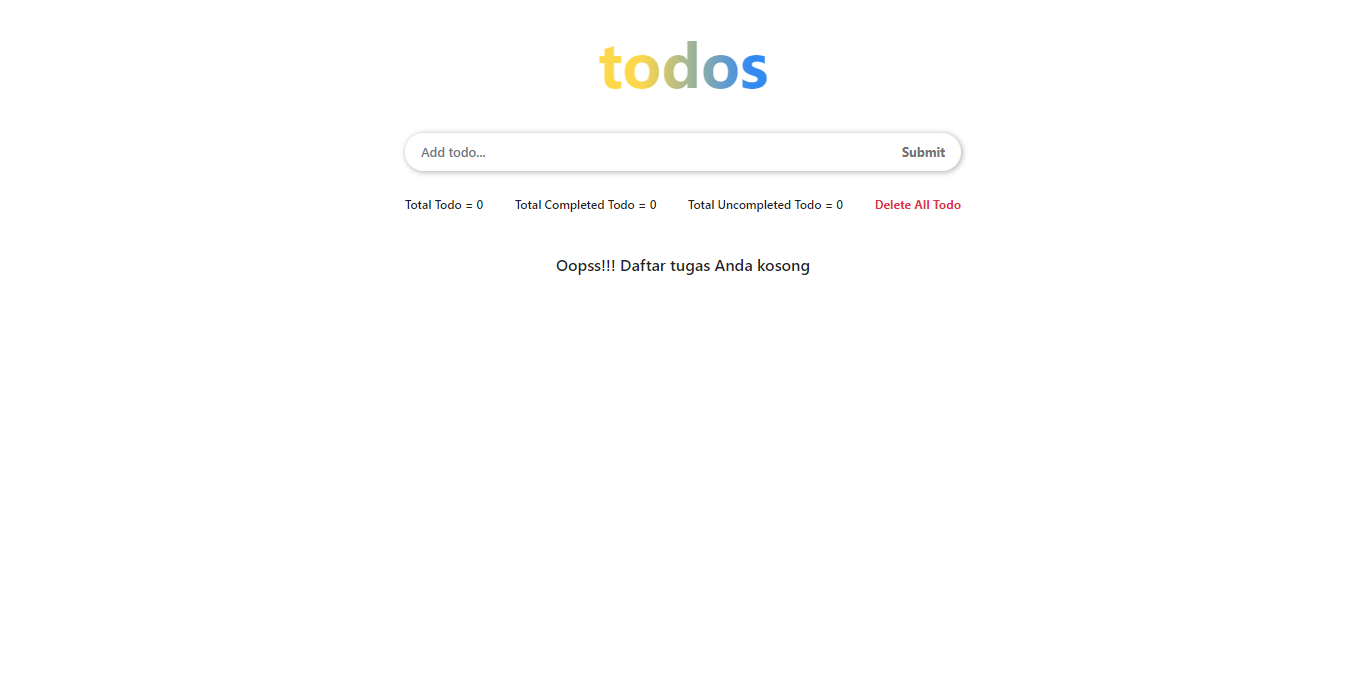 todos
Add todo... Submit
Total Todo = 0 Total Completed Todo = 0 Total Uncompleted Todo = 0 Delete All Todo
Oopss!!! Daftar tugas Anda kosong